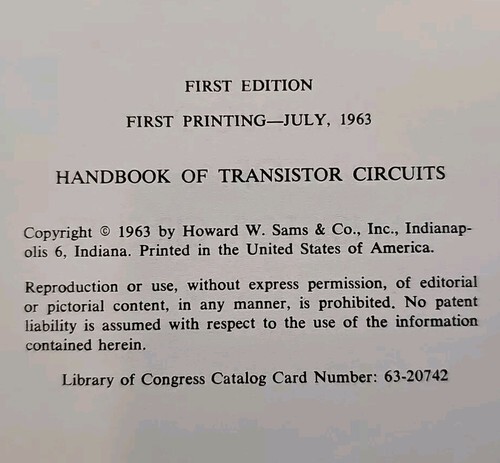 FIRST EDITION
FIRST PRINTING—JULY, 1963
HANDBOOK OF TRANSISTOR CIRCUITS
Copyright © 1963 by Howard W. Sams & Co., Inc., Indianap-
olis 6, Indiana. Printed in the United States of America.
Reproduction or use, without express permission, of editorial
or pictorial content, in any manner, is prohibited. No patent
liability is assumed with respect to the use of the information
contained herein.
Library of Congress Catalog Card Number: 63-20742